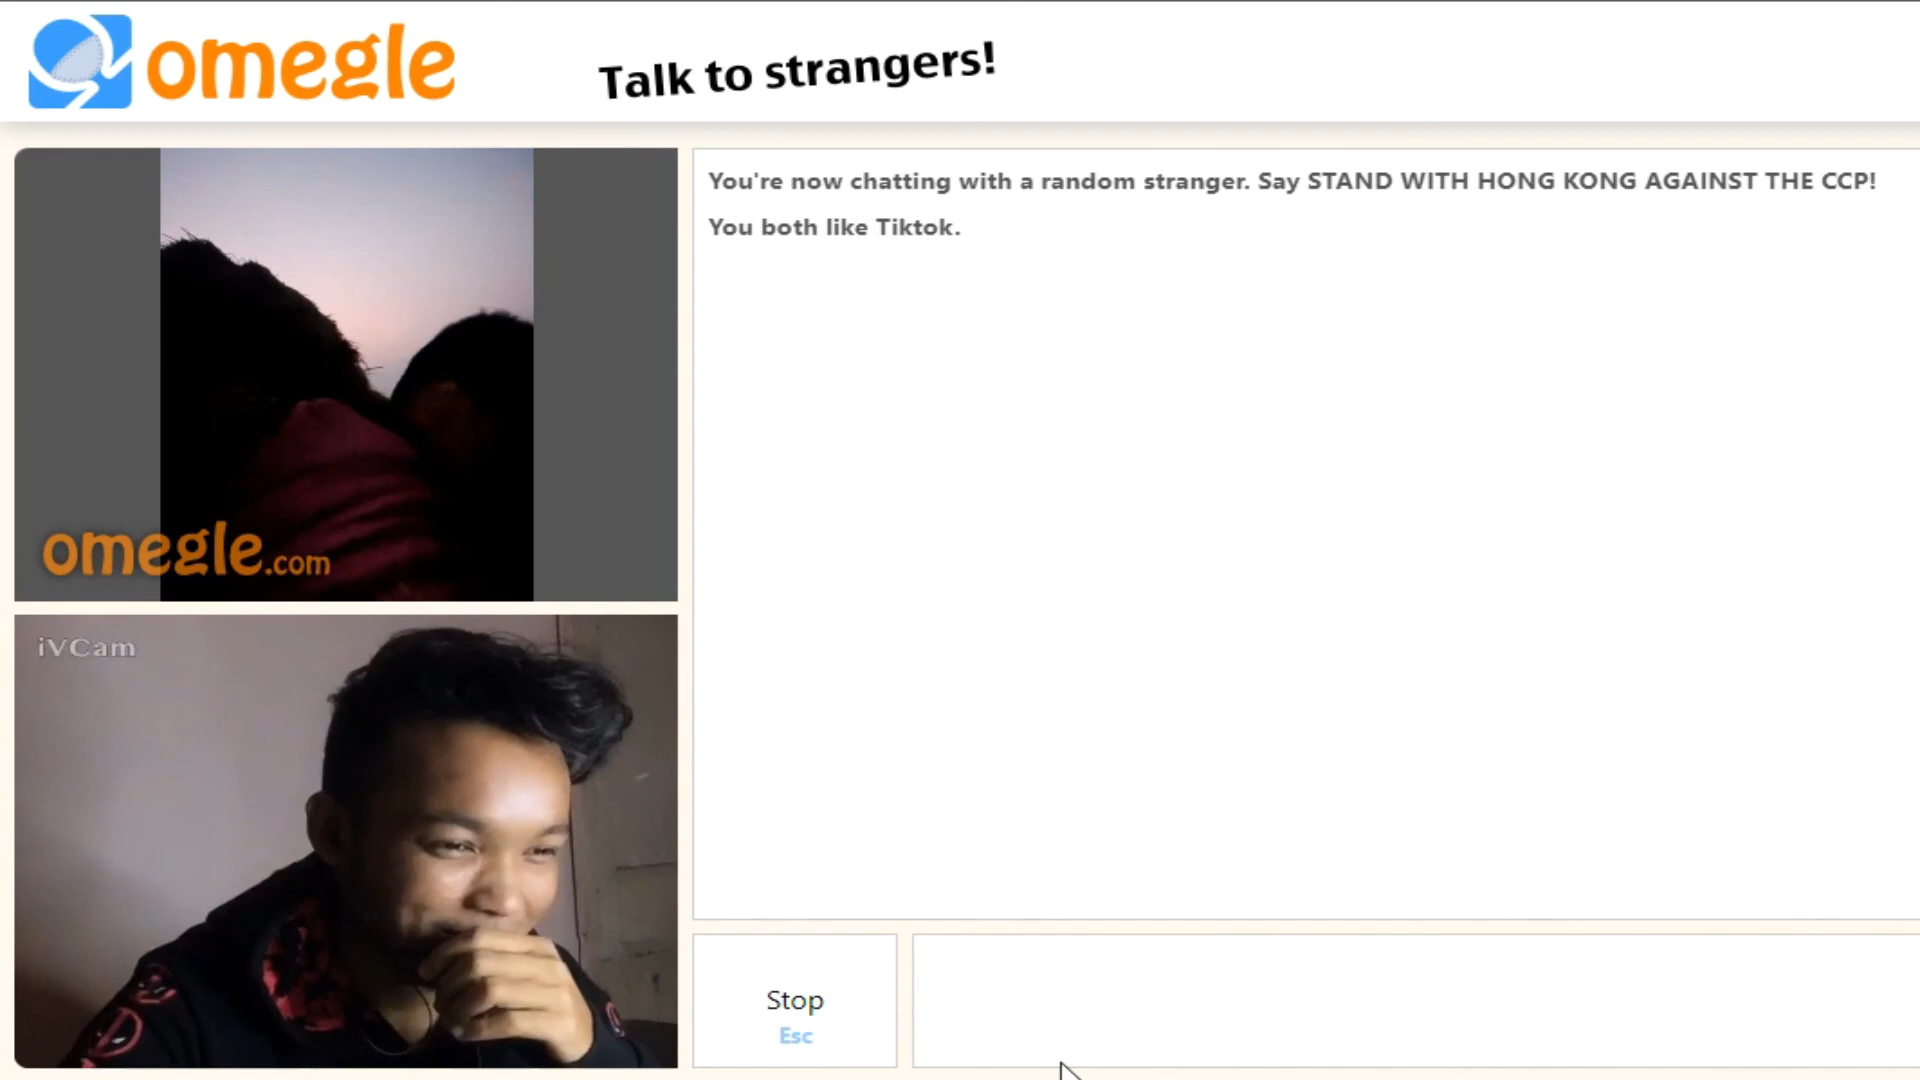 omegle
Talk to strangers!
You're now chatting with a random stranger. Say STAND WITH HONG KONG AGAINST THE CCP!
You both like Tiktok.
omegle.com
iVCam
Stop
Esc